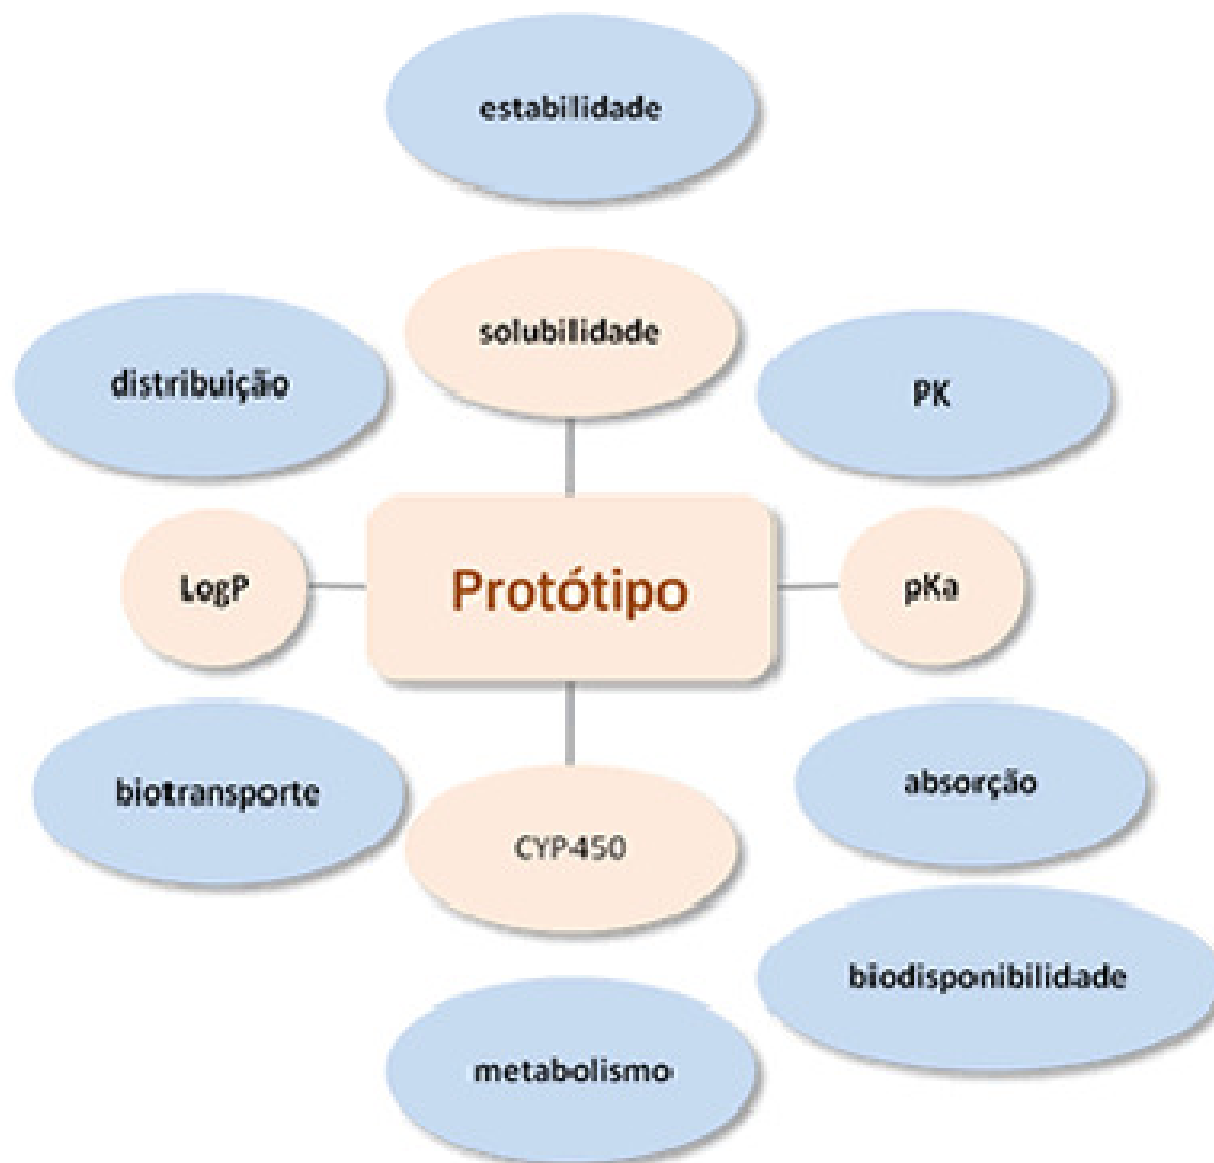 estabilidade
solubilidade
distribuição
PK
LogP
Protótipo
pKa
biotransporte
absorção
CYP450
biodisponibilidade
metabolismo